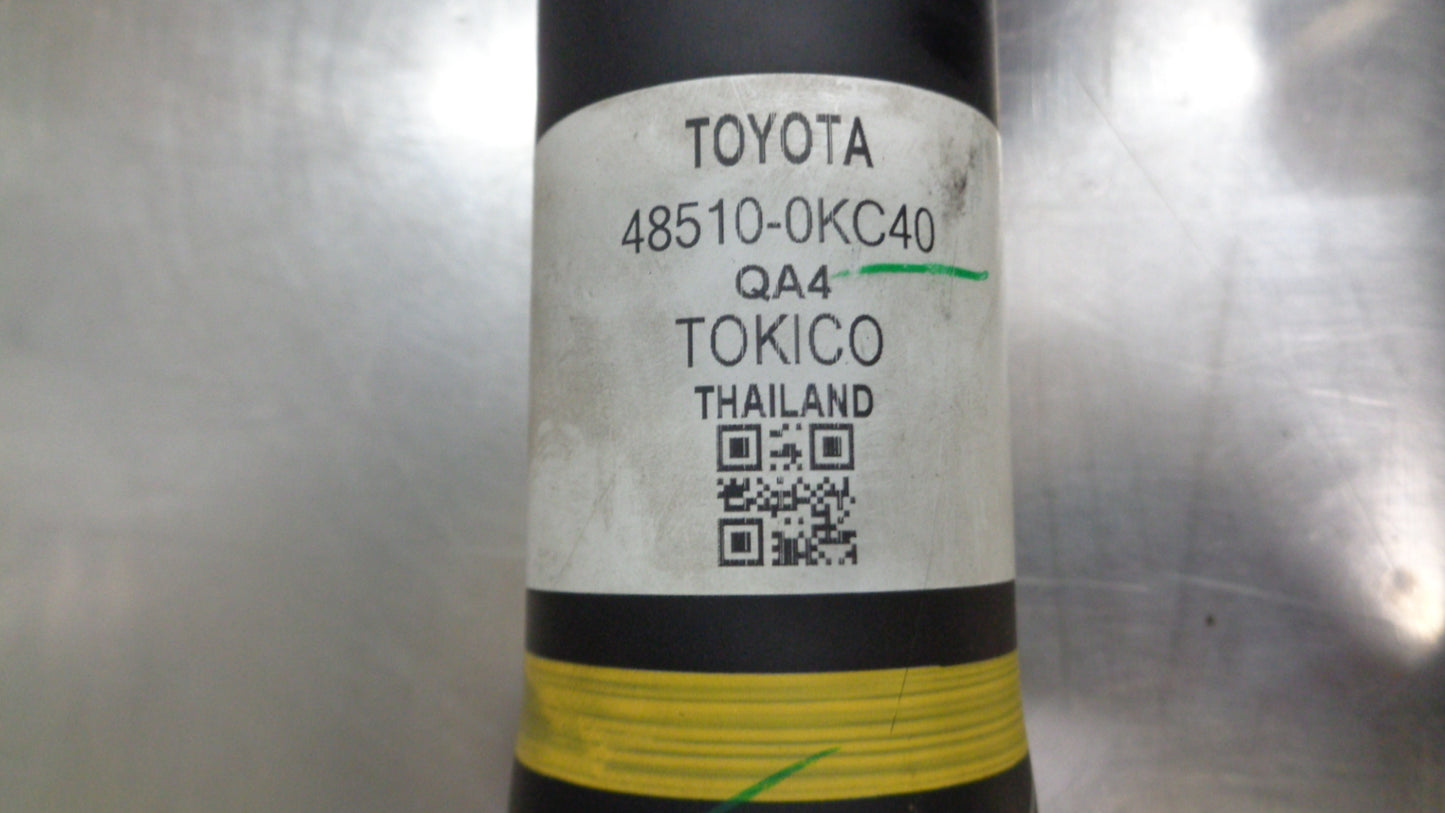 TOYOTA
48510-0KC40
QA4
TOKICO
THAILAND